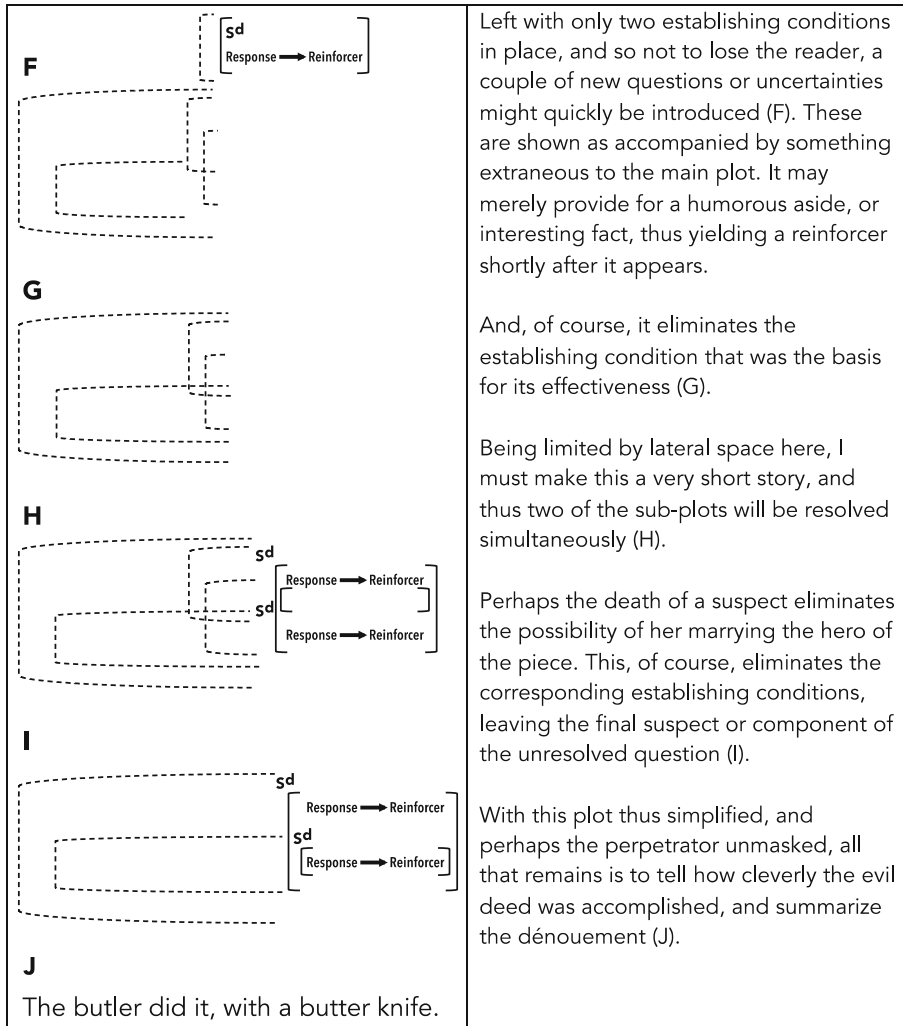 F
Sd
Response Reinforcer
G
H
Sd
Response Reinforcer
Sd
Response Reinforcer
I
Sd
Response Reinforcer
Sd
Response Reinforcer
J
The butler did it, with a butter knife.
Left with only two establishing conditions
in place, and so not to lose the reader, a
couple of new questions or uncertainties
might quickly be introduced (F). These
are shown as accompanied by something
extraneous to the main plot. It may
merely provide for a humorous aside, or
interesting fact, thus yielding a reinforcer
shortly after it appears.
And, of course, it eliminates the
establishing condition that was the basis
for its effectiveness (G).
Being limited by lateral space here, I
must make this a very short story, and
thus two of the sub-plots will be resolved
simultaneously (H).
Perhaps the death of a suspect eliminates
the possibility of her marrying the hero of
the piece. This, of course, eliminates the
corresponding establishing conditions,
leaving the final suspect or component of
the unresolved question (I).
With this plot thus simplified, and
perhaps the perpetrator unmasked, all
that remains is to tell how cleverly the evil
deed was accomplished, and summarize
the dénouement (J).